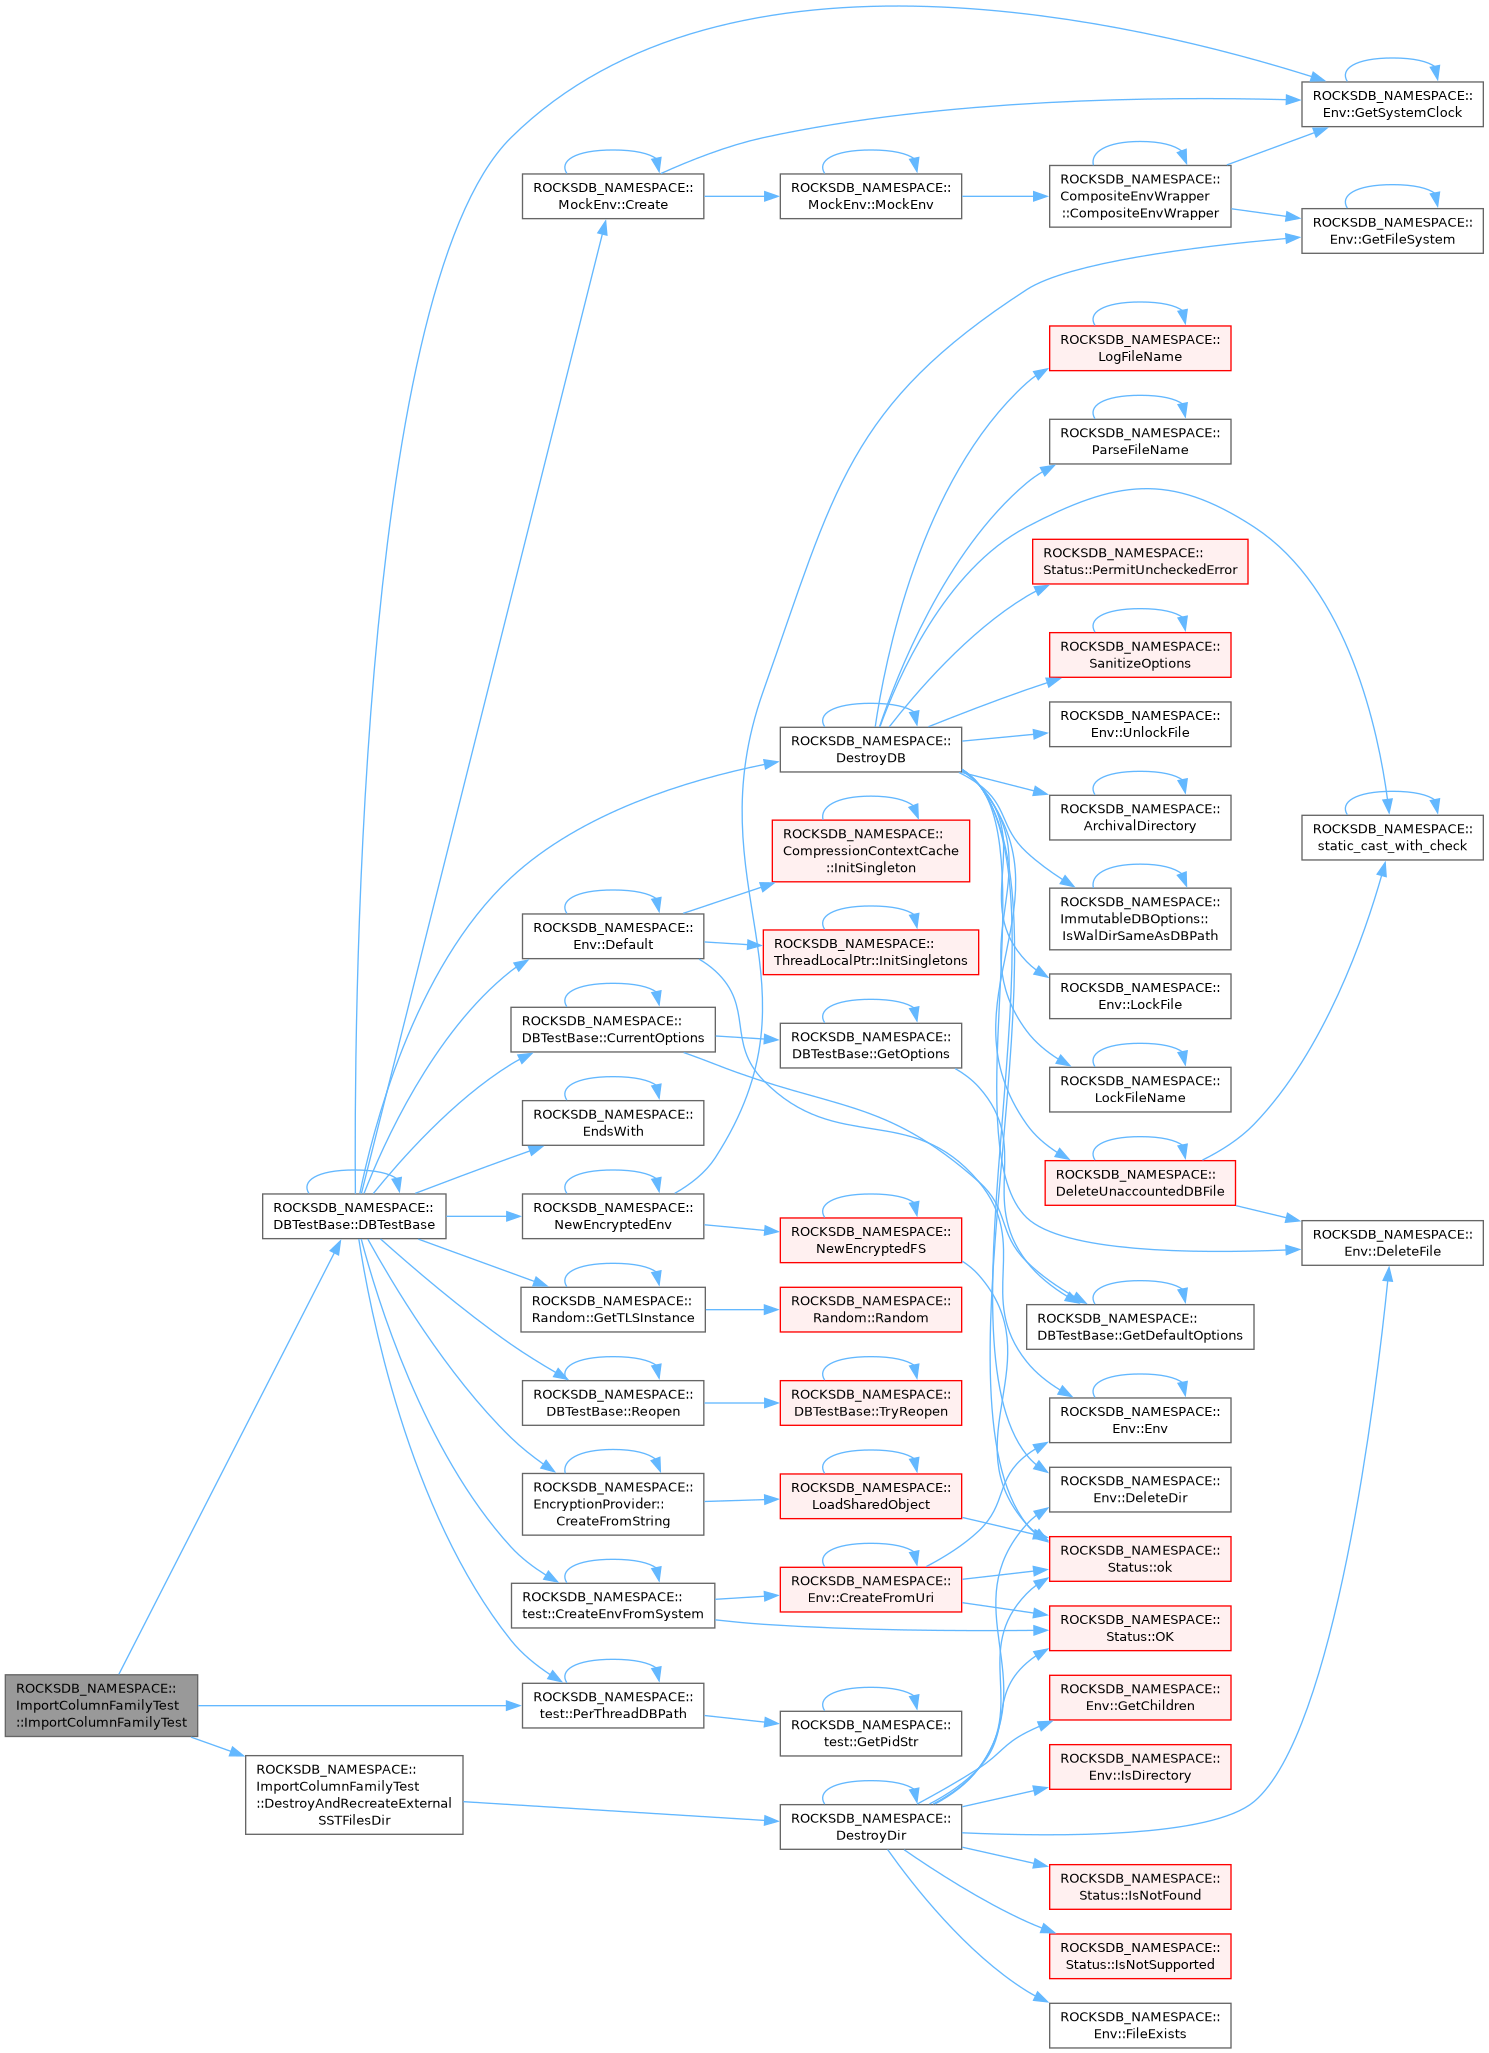 ROCKSDB_NAMESPACE::
ImportColumnFamilyTest
::ImportColumnFamilyTest
ROCKSDB_NAMESPACE::
DBTestBase::DBTestBase
ROCKSDB_NAMESPACE::
ImportColumnFamilyTest
::DestroyAndRecreateExternal
SSTFilesDir
ROCKSDB_NAMESPACE::
MockEnv::Create
ROCKSDB_NAMESPACE::
Env::Default
ROCKSDB_NAMESPACE::
DBTestBase::CurrentOptions
ROCKSDB_NAMESPACE::
EndsWith
ROCKSDB_NAMESPACE::
NewEncryptedEnv
ROCKSDB_NAMESPACE::
Random::GetTLSInstance
ROCKSDB_NAMESPACE::
DBTestBase::Reopen
ROCKSDB_NAMESPACE::
EncryptionProvider::
CreateFromString
ROCKSDB_NAMESPACE::
test::CreateEnvFromSystem
ROCKSDB_NAMESPACE::
test::PerThreadDBPath
ROCKSDB_NAMESPACE::
MockEnv::MockEnv
ROCKSDB_NAMESPACE::
DestroyDB
ROCKSDB_NAMESPACE::
CompressionContextCache
::InitSingleton
ROCKSDB_NAMESPACE::
ThreadLocalPtr::InitSingletons
ROCKSDB_NAMESPACE::
DBTestBase::GetOptions
ROCKSDB_NAMESPACE::
NewEncryptedFS
ROCKSDB_NAMESPACE::
Random::Random
ROCKSDB_NAMESPACE::
DBTestBase::TryReopen
ROCKSDB_NAMESPACE::
LoadSharedObject
ROCKSDB_NAMESPACE::
Env::CreateFromUri
ROCKSDB_NAMESPACE::
test::GetPidStr
ROCKSDB_NAMESPACE::
DestroyDir
ROCKSDB_NAMESPACE::
CompositeEnvWrapper
::CompositeEnvWrapper
ROCKSDB_NAMESPACE::
LogFileName
ROCKSDB_NAMESPACE::
ParseFileName
ROCKSDB_NAMESPACE::
Status::PermitUncheckedError
ROCKSDB_NAMESPACE::
SanitizeOptions
ROCKSDB_NAMESPACE::
Env::UnlockFile
ROCKSDB_NAMESPACE::
ArchivalDirectory
ROCKSDB_NAMESPACE::
ImmutableDBOptions::
IsWalDirSameAsDBPath
ROCKSDB_NAMESPACE::
Env::LockFile
ROCKSDB_NAMESPACE::
LockFileName
ROCKSDB_NAMESPACE::
DeleteUnaccountedDBFile
ROCKSDB_NAMESPACE::
DBTestBase::GetDefaultOptions
ROCKSDB_NAMESPACE::
Env::Env
ROCKSDB_NAMESPACE::
Env::DeleteDir
ROCKSDB_NAMESPACE::
Status::ok
ROCKSDB_NAMESPACE::
Status::OK
ROCKSDB_NAMESPACE::
Env::GetChildren
ROCKSDB_NAMESPACE::
Env::IsDirectory
ROCKSDB_NAMESPACE::
Status::IsNotFound
ROCKSDB_NAMESPACE::
Status::IsNotSupported
ROCKSDB_NAMESPACE::
Env::FileExists
ROCKSDB_NAMESPACE::
Env::GetSystemClock
ROCKSDB_NAMESPACE::
Env::GetFileSystem
ROCKSDB_NAMESPACE::
static_cast_with_check
ROCKSDB_NAMESPACE::
Env::DeleteFile